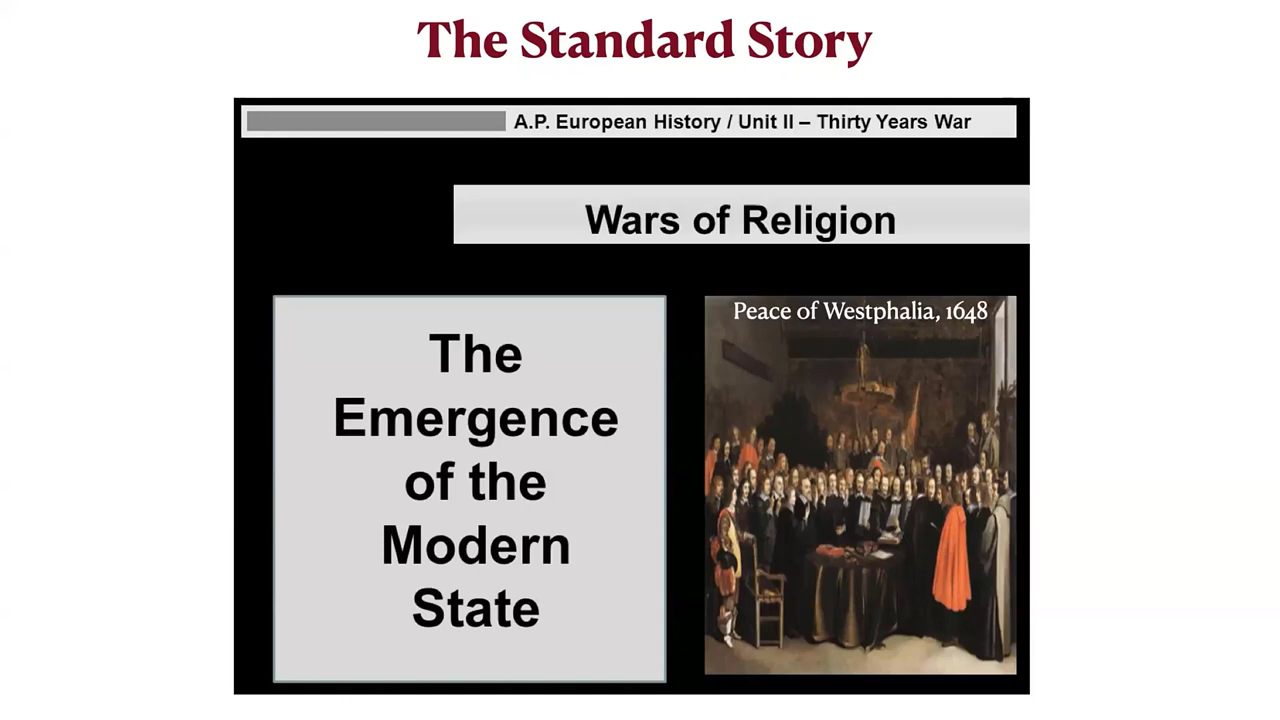 The Standard Story
A.P. European History / Unit II – Thirty Years War
Wars of Religion
The
Emergence
of the
Modern
State
Peace of Westphalia, 1648